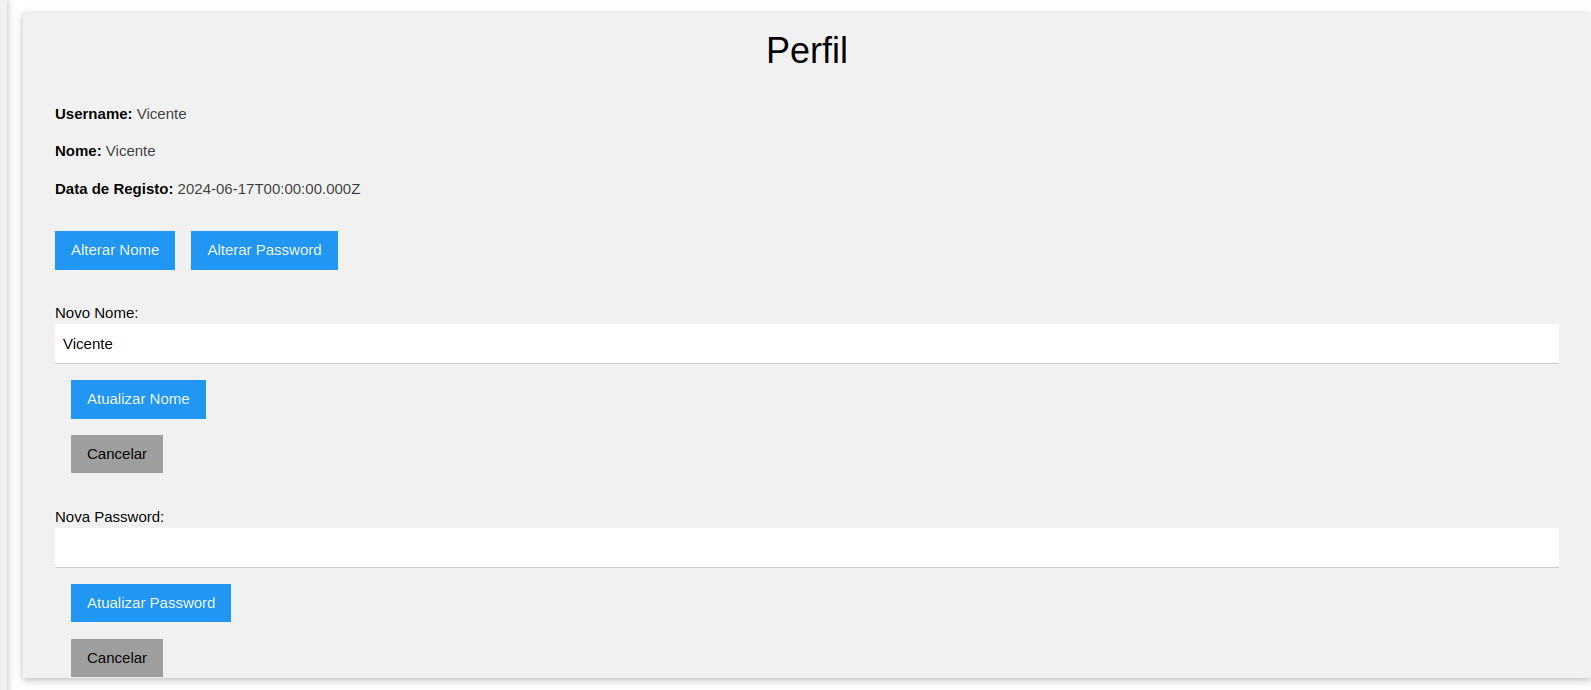 Perfil
Username: Vicente
Nome: Vicente
Data de Registo: 2024-06-17T00:00:00.000Z
Alterar Nome Alterar Password
Novo Nome:
Vicente
Atualizar Nome
Cancelar
Nova Password:
Atualizar Password
Cancelar